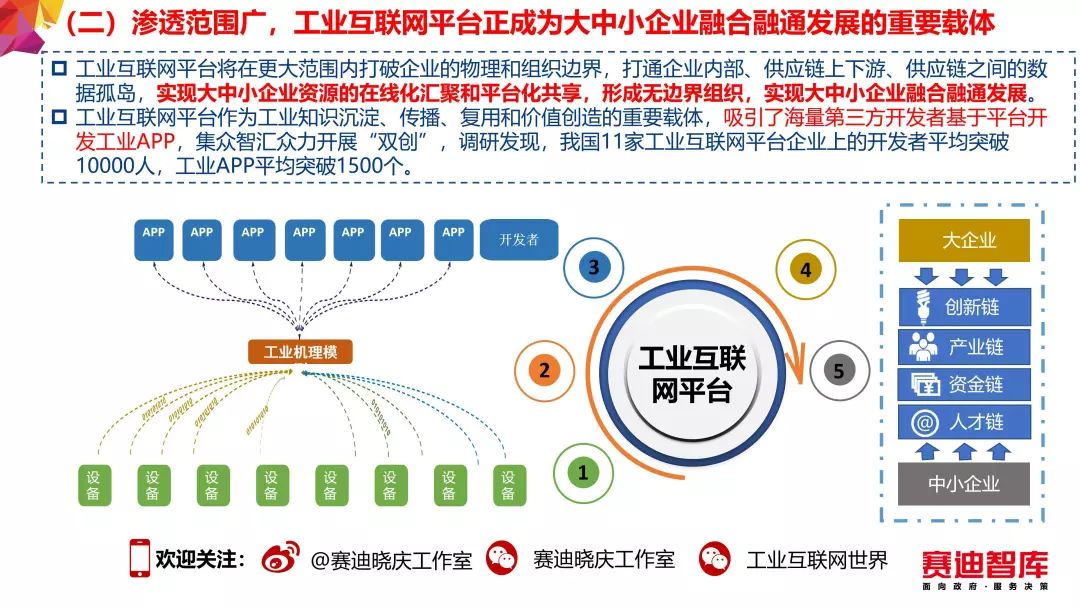 （二）渗透范围广，工业互联网平台正成为大中小企业融合融通发展的重要载体
工业互联网平台将在更大范围内打破企业的物理和组织边界，打通企业内部、供应链上下游、供应链之间的数
据孤岛，实现大中小企业资源的在线化汇聚和平台化共享，形成无边界组织，实现大中小企业融合融通发展。
工业互联网平台作为工业知识沉淀、传播、复用和价值创造的重要载体，吸引了海量第三方开发者基于平台开
发工业APP，集众智汇众力开展“双创”，调研发现，我国11家工业互联网平台企业上的开发者平均突破
10000人，工业APP平均突破1500个。
APP APP APP APP APP APP APP 开发者
工业机理模
设备 设备 设备 设备 设备 设备 设备 设备
3
4
2
5
1
工业互联
网平台
大企业
创新链
产业链
资金链
@ 人才链
中小企业
欢迎关注： @赛迪晓庆工作室 赛迪晓庆工作室 工业互联网世界
赛迪智库
面向政府·服务决策